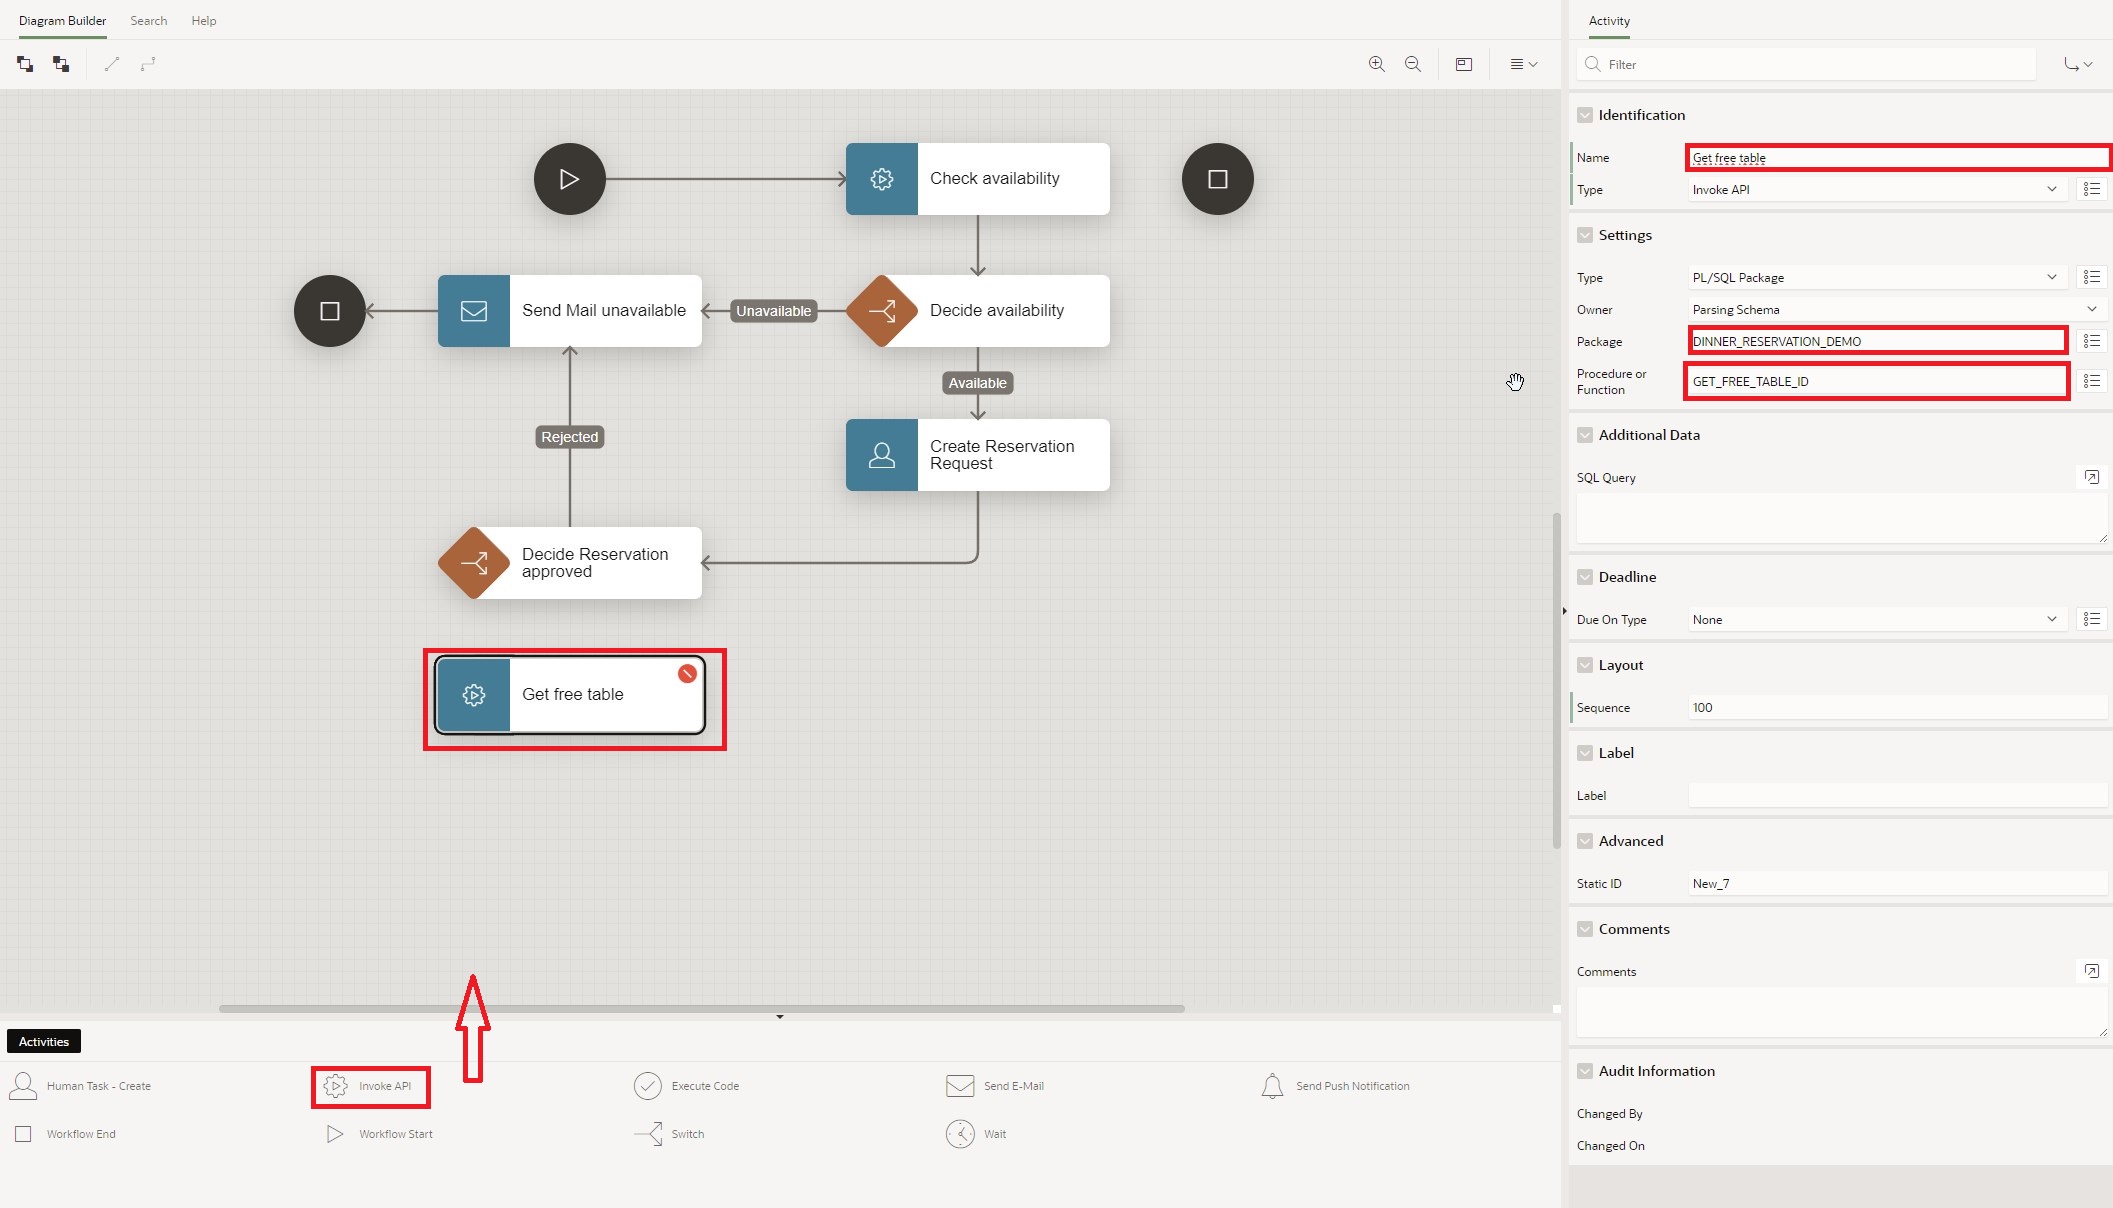 Diagram Builder
Search
Help
Check availability
Send Mail unavailable
Unavailable
Decide availability
Available
Rejected
Create Reservation
Request
Decide Reservation
approved
Get free table
Activities
Human Task - Create
Invoke API
Execute Code
Send E-Mail
Send Push Notification
Workflow End
Workflow Start
Switch
Wait
Activity
Filter
Identification
Name
Get free table
Type
Invoke API
Settings
Type
PL/SQL Package
Owner
Parsing Schema
Package
DINNER_RESERVATION_DEMO
Procedure or
Function
GET_FREE_TABLE_ID
Additional Data
SQL Query
Deadline
Due On Type
None
Layout
Sequence
100
Label
Label
Advanced
Static ID
New_7
Comments
Comments
Audit Information
Changed By
Changed On